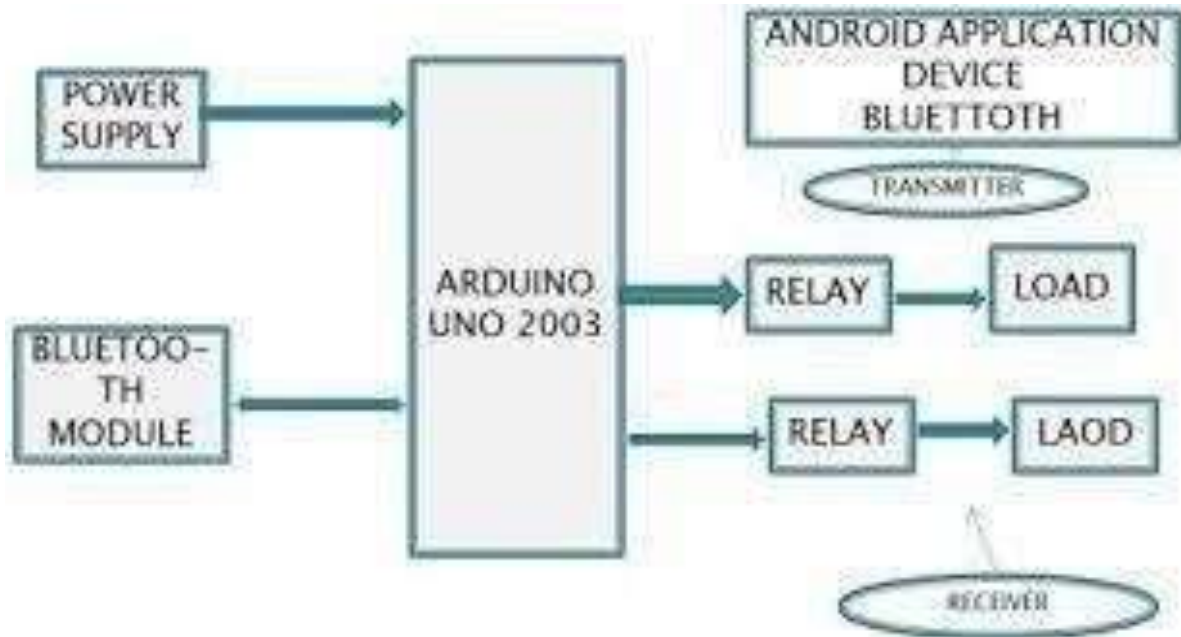 POWER
SUPPLY
BLUETOO-
TH
MODULE
ARDUINO
UNO 2003
ANDROID APPLICATION
DEVICE
BLUETTOTH
TRANSMITTER
RELAY
LOAD
RELAY
LAOD
RECEIVER